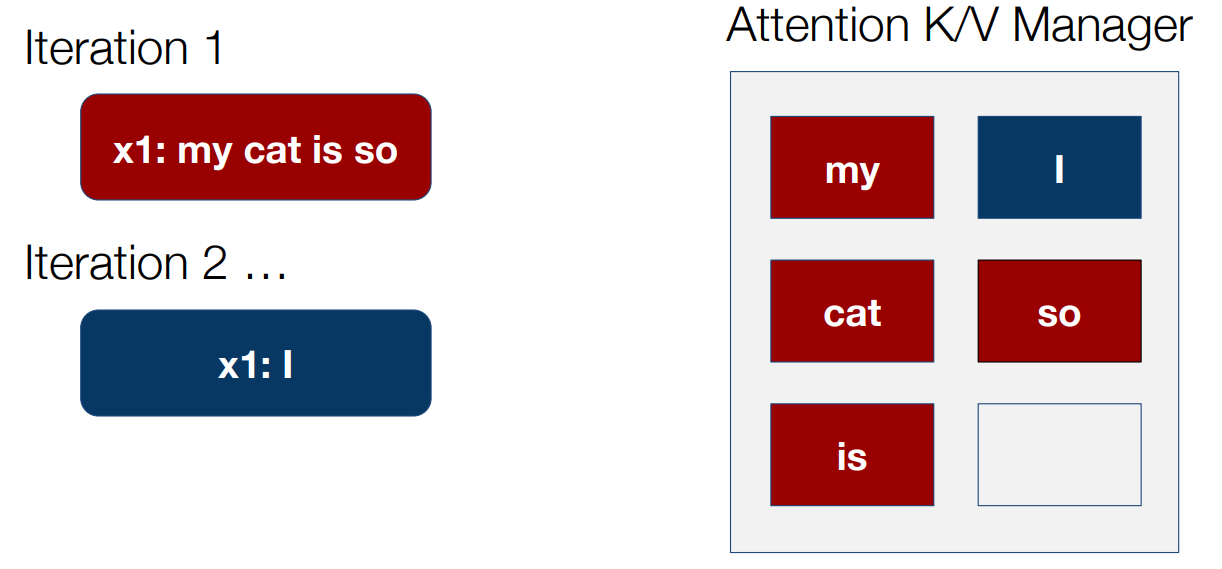 Iteration 1
x1: my cat is so
Iteration 2 …
x1: I
Attention K/V Manager
my
I
cat
so
is